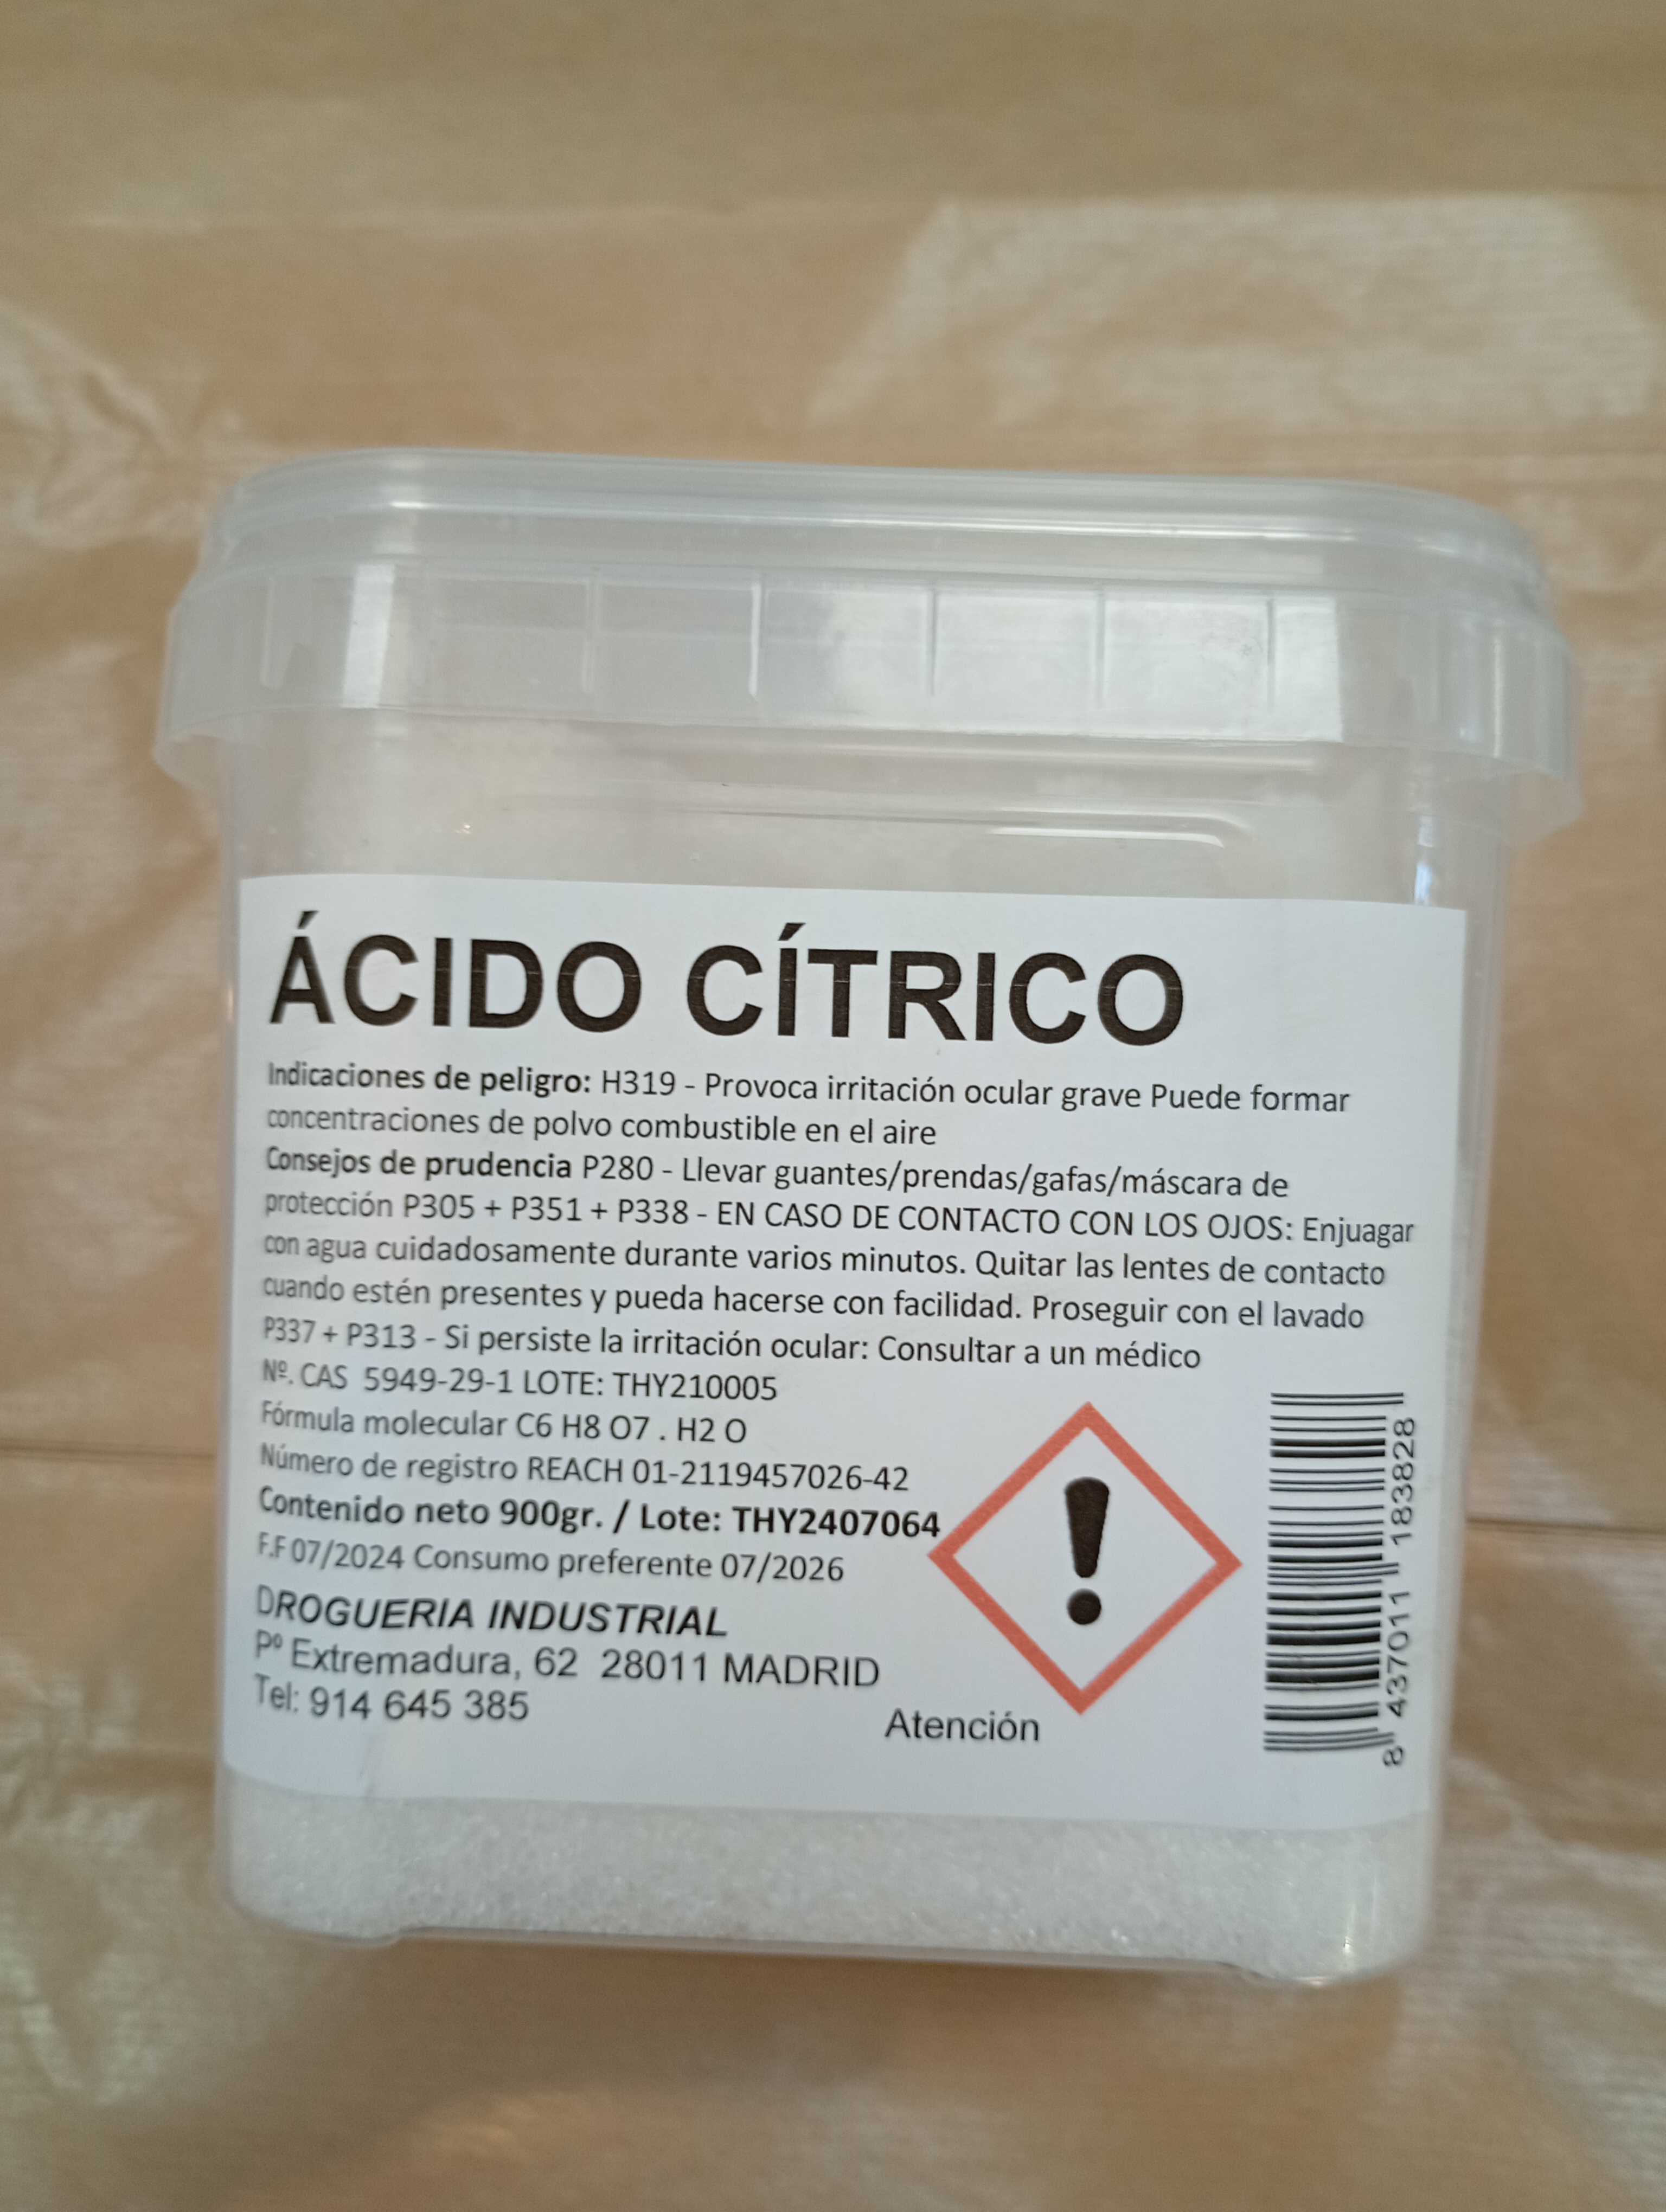 ÁCIDO CÍTRICO
Indicaciones de peligro: H319 - Provoca irritación ocular grave Puede formar
concentraciones de polvo combustible en el aire
Consejos de prudencia P280 - Llevar guantes/prendas/gafas/máscara de
protección P305 + P351 + P338 - EN CASO DE CONTACTO CON LOS OJOS: Enjuagar
con agua cuidadosamente durante varios minutos. Quitar las lentes de contacto
cuando estén presentes y pueda hacerse con facilidad. Proseguir con el lavado
P337 + P313 - Si persiste la irritación ocular: Consultar a un médico
Nº. CAS 5949-29-1 LOTE: THY210005
Fórmula molecular C6 H8 O7 . H2 O
Número de registro REACH 01-2119457026-42
Contenido neto 900gr. / Lote: THY2407064
F.F 07/2024 Consumo preferente 07/2026
DROGUERIA INDUSTRIAL
Pº Extremadura, 62 28011 MADRID
Tel: 914 645 385
Atención
8 437011 183828